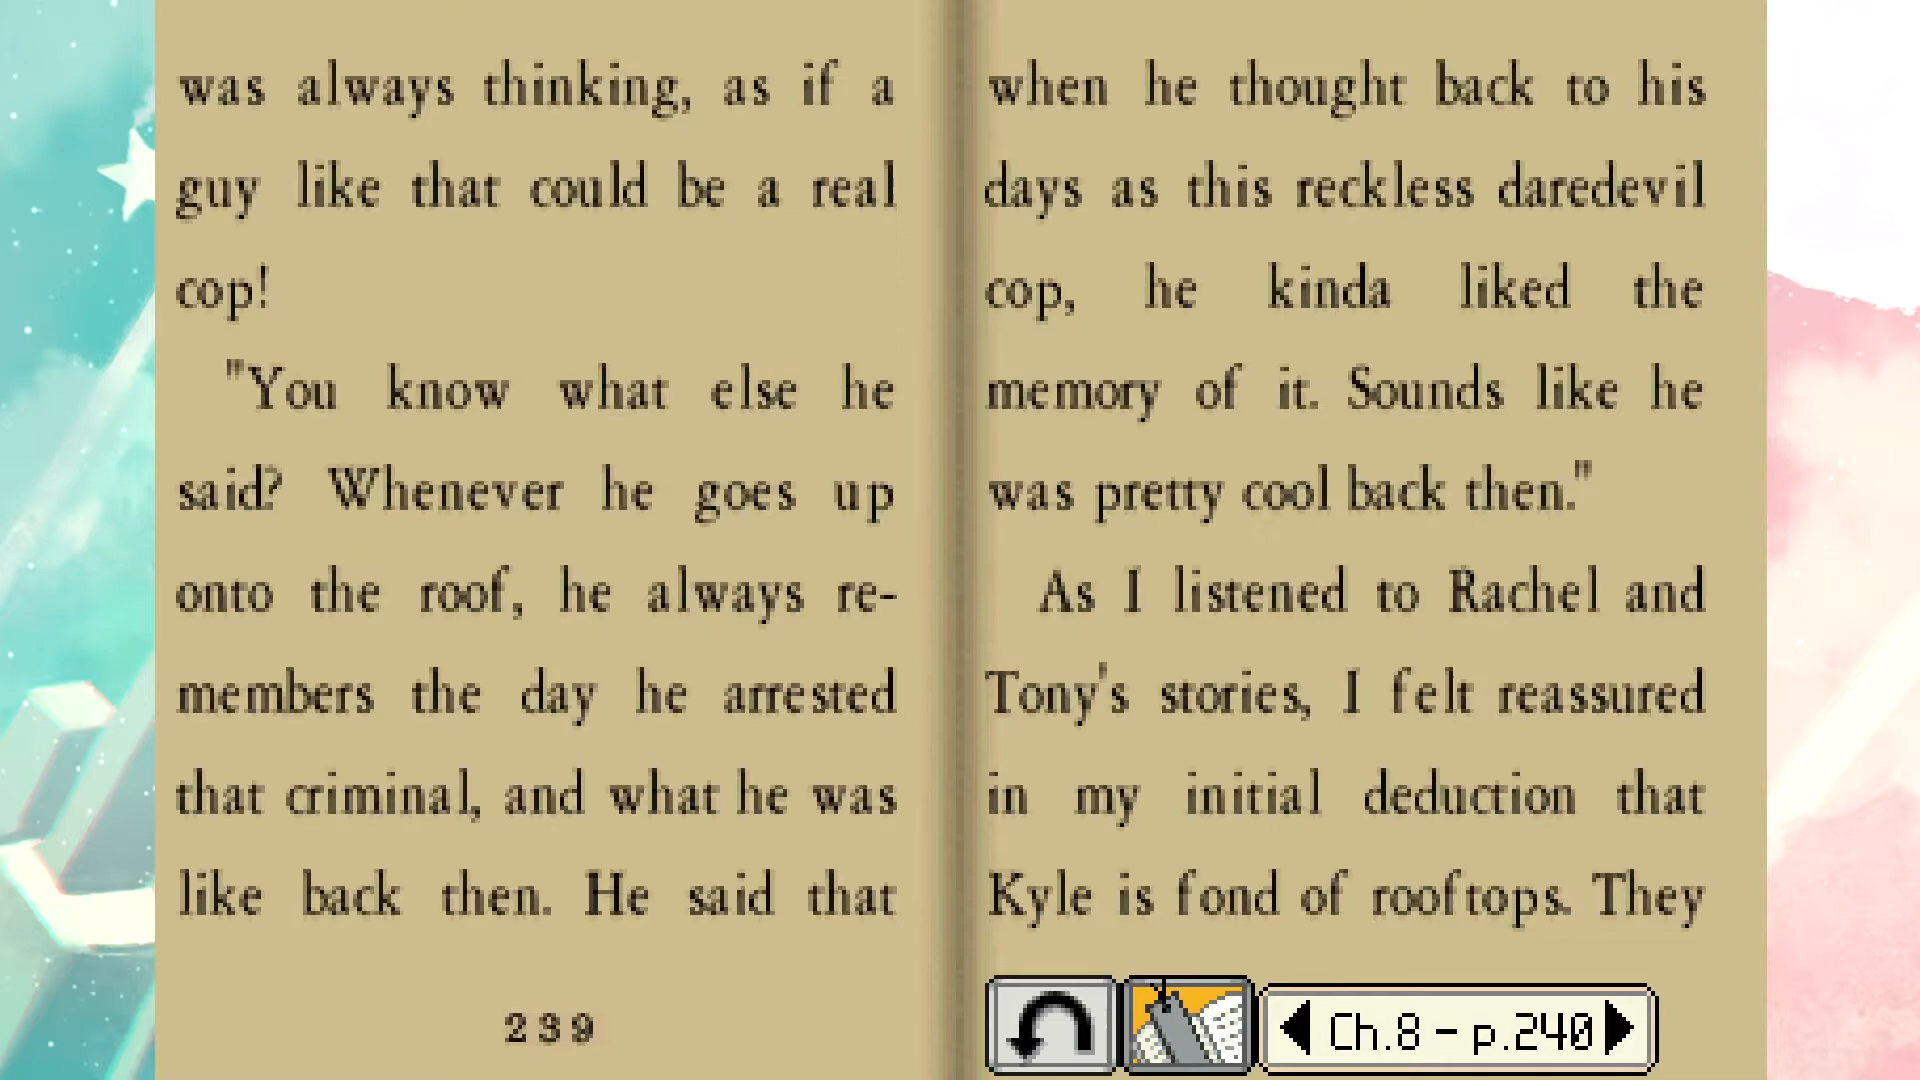 was always thinking, as if a
guy like that could be a real
cop!
"You know what else he
said? Whenever he goes up
onto the roof, he always re-
members the day he arrested
that criminal, and what he was
like back then. He said that
239
when he thought back to his
days as this reckless daredevil
cop, he kinda liked the
memory of it. Sounds like he
was pretty cool back then."
As I listened to Rachel and
Tony's stories, I felt reassured
in my initial deduction that
Kyle is fond of rooftops. They
Ch.8 - p.240